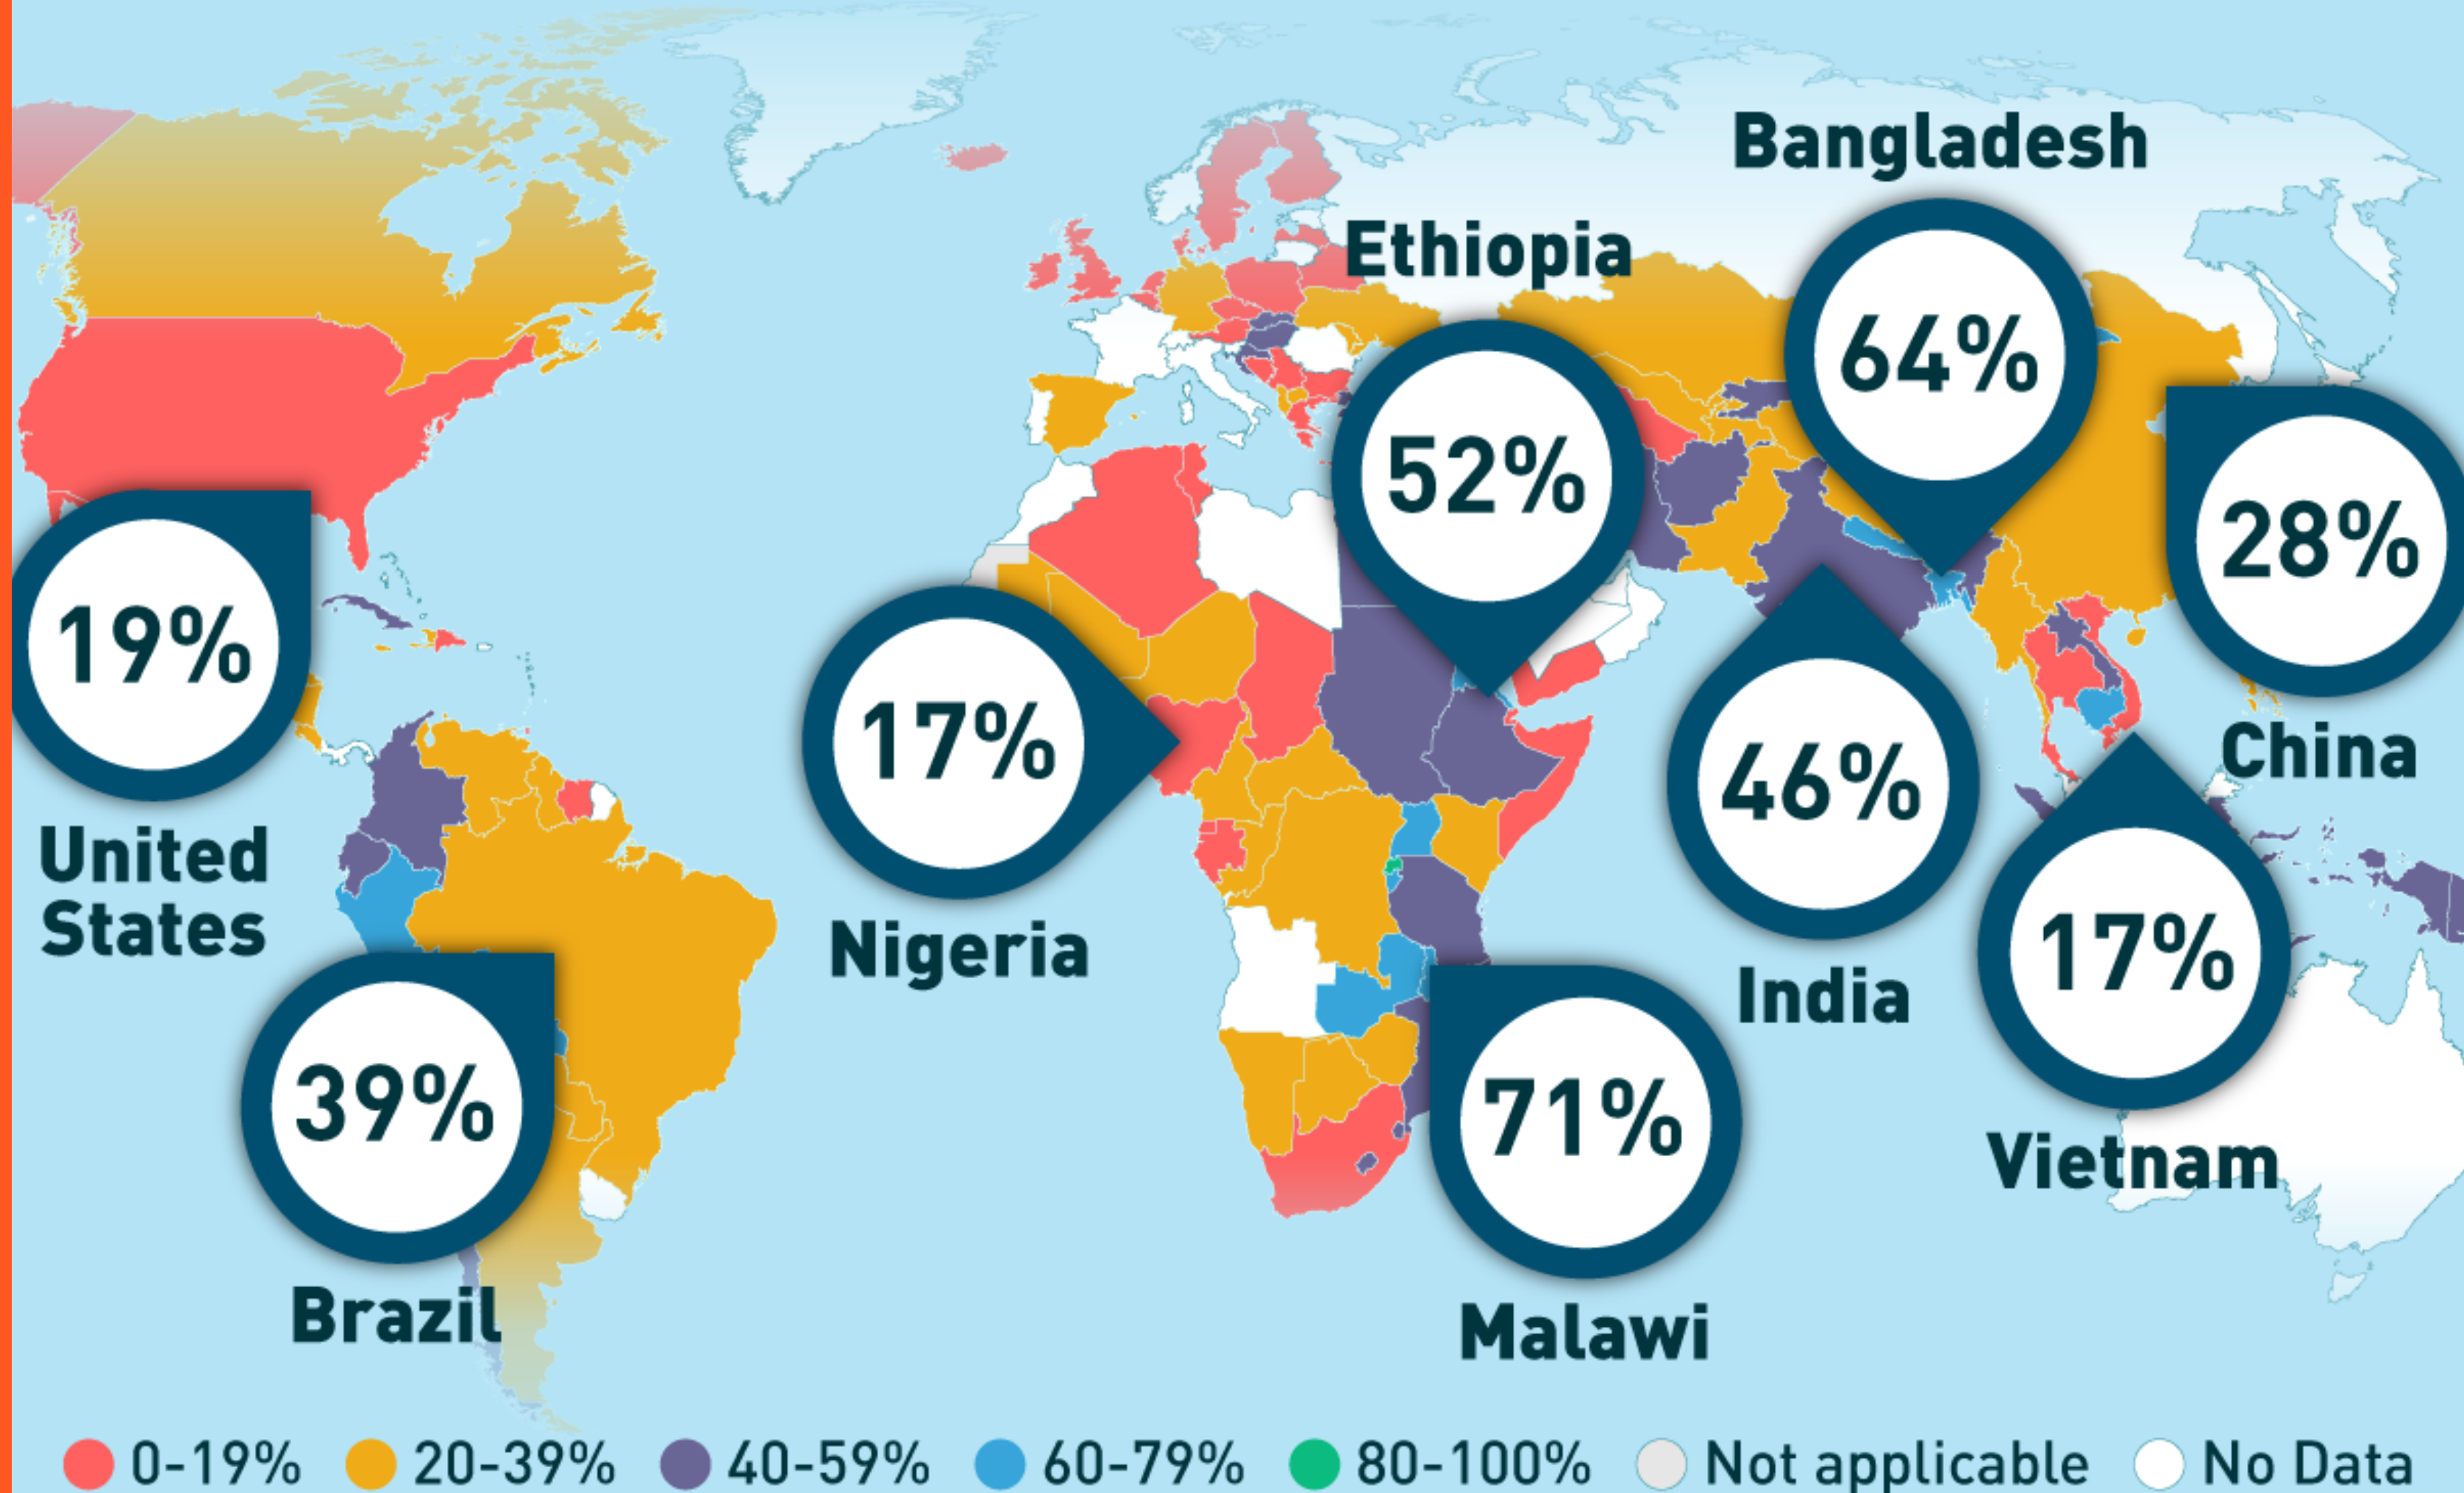 Bangladesh
64%
Ethiopia
52%
28%
China
19%
United
States
17%
Nigeria
46%
India
17%
Vietnam
39%
Brazil
71%
Malawi
0-19%
20-39%
40-59%
60-79%
80-100%
Not applicable
No Data